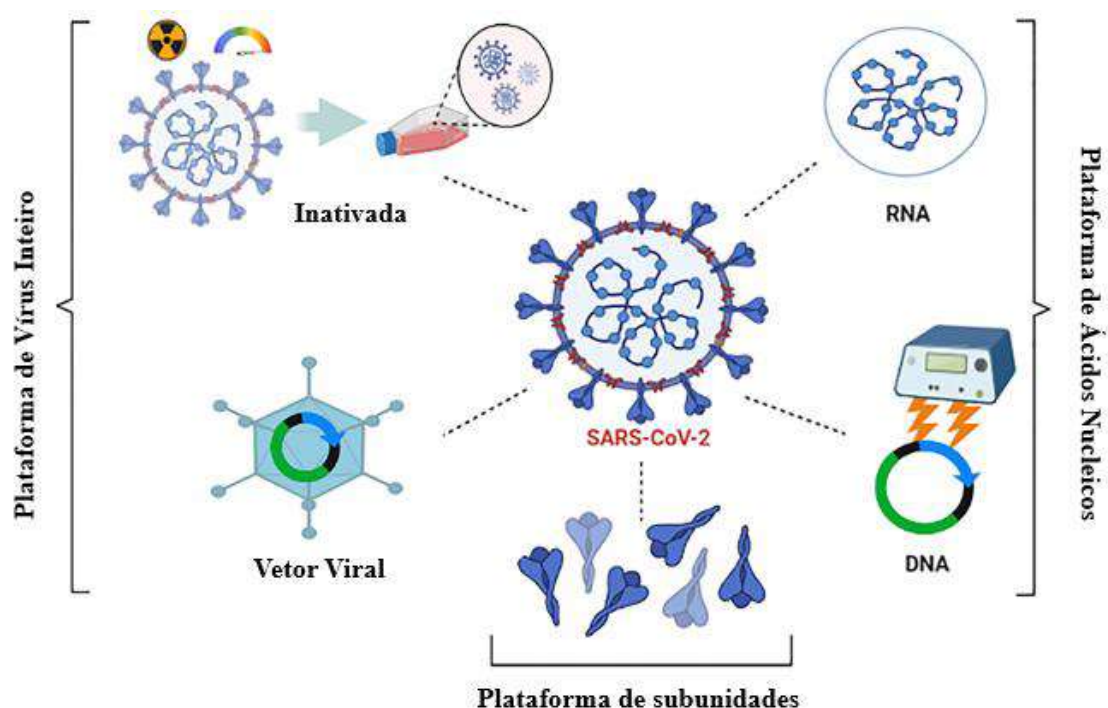 Plataforma de Vírus Inteiro
Inativada
Vetor Viral
SARS-CoV-2
Plataforma de subunidades
RNA
DNA
Plataforma de Ácidos Nucleicos